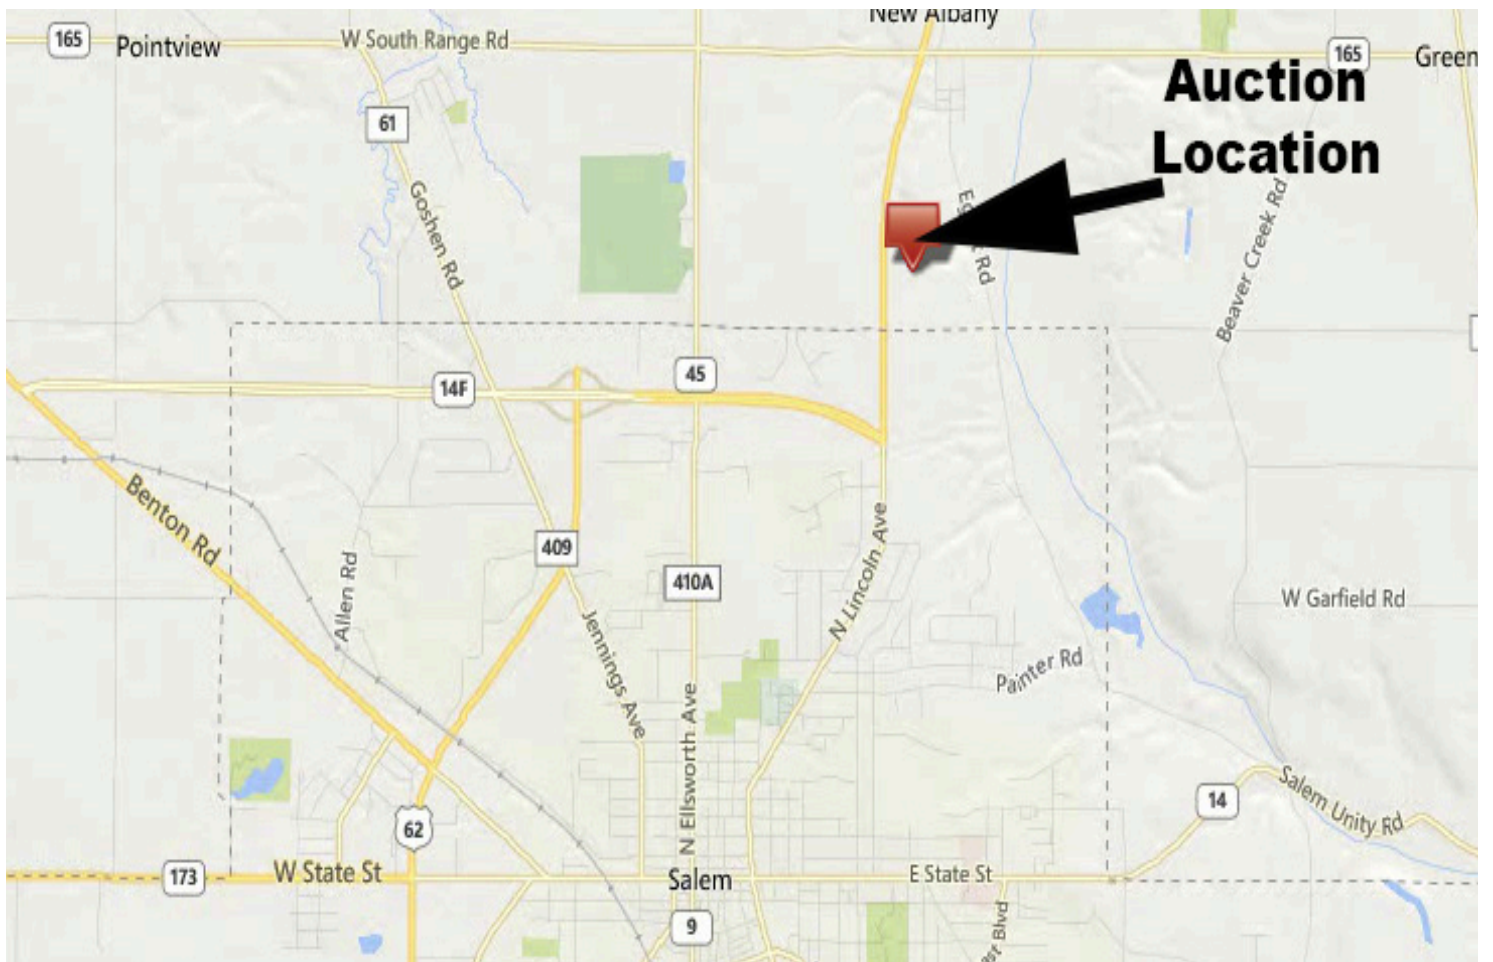 New Albany
165
Pointview
W South Range Rd
165
Green
Auction
Location
61
Goshen Rd
Beaver Creek Rd
14F
45
Benton Rd
409
410A
N Lincoln Ave
Allen Rd
W Garfield Rd
Jennings Ave
Painter Rd
N Ellsworth Ave
Salem Unity Rd
14
62
173
W State St
Salem
E State St
9
Blvd